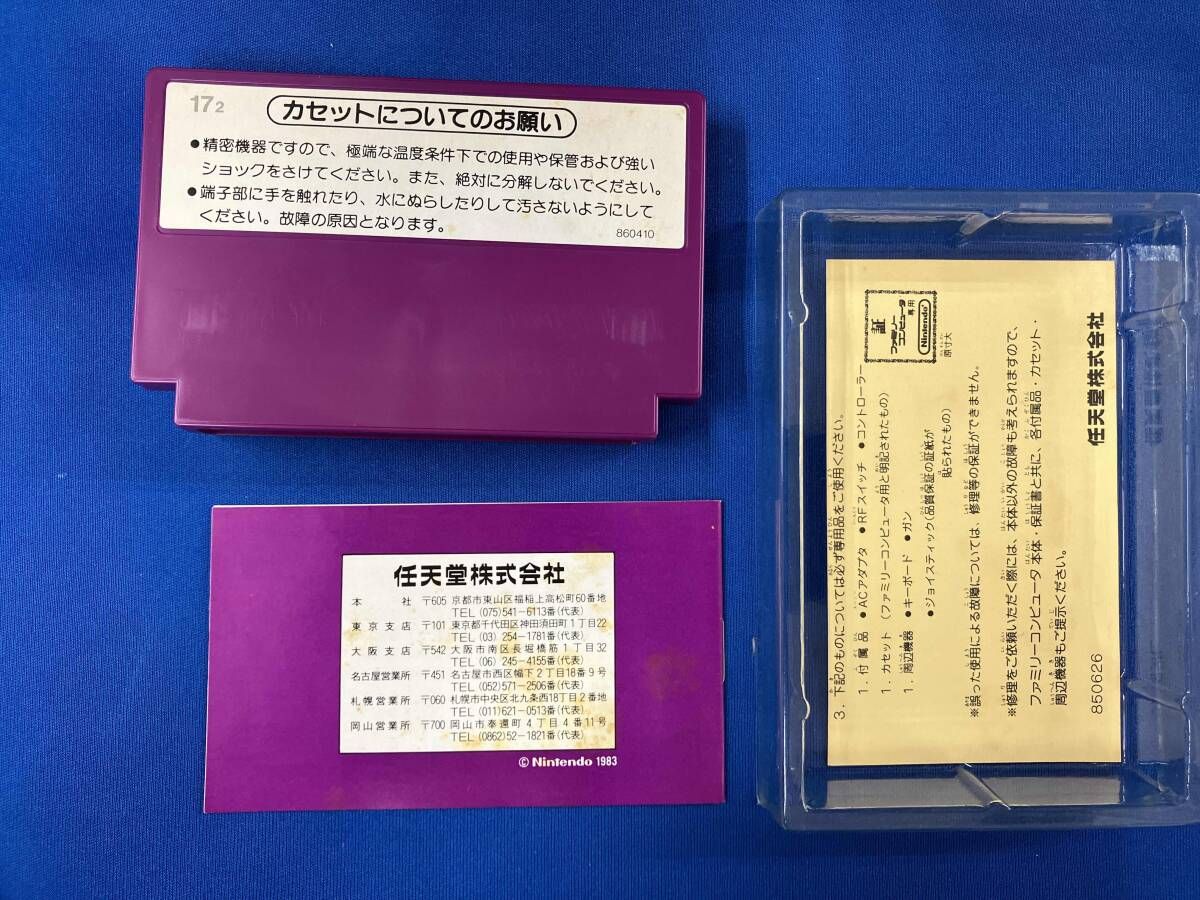 172
カセットについてのお願い
●精密機器ですので、極端な温度条件下での使用や保管および強い
ショックをさけてください。また、絶対に分解しないでください。
●端子部に手を触れたり、水にぬらしたりして汚さないようにして
ください。故障の原因となります。
860410
任天堂株式会社
本社 〒605 京都市東山区福稲上高松町60番地
TEL (075)541-6113番(代表)
東京支店 〒101 東京都千代田区神田須田町1丁目22
TEL (03) 254-1781番(代表)
大阪支店 〒542 大阪市南区長堀橋筋1丁目32
TEL (06) 245-4155番(代表)
名古屋営業所 〒451 名古屋市西区幅下2丁目18番9号
TEL (052)571-2506番(代表)
札幌営業所 〒060 札幌市中央区北九条西18丁目2番地
TEL (011)621-0513番(代表)
岡山営業所 〒700 岡山市奉還町4丁目4番11号
TEL (0862)52-1821番(代表)
© Nintendo 1983
3. 下記のものについては必ず専用品をご使用ください。
1. 付属品 ●ACアダプタ ●RFスイッチ ●コントローラー
1. カセット(ファミリーコンピュータ用と明記されたもの)
1. 周辺機器 ●キーボード ●ガン
●ジョイスティック(品質保証の証紙が
貼られたもの)
証
ファミリー
コンピュータ
専用
Nintendo
原寸大
※誤った使用による故障については、修理等の保証ができません。
※修理をご依頼いただく際には、本体以外の故障も考えられますので、
ファミリーコンピュータ本体・保証書と共に、各付属品・カセット・
周辺機器もご提示ください。
任天堂株式会社
850626